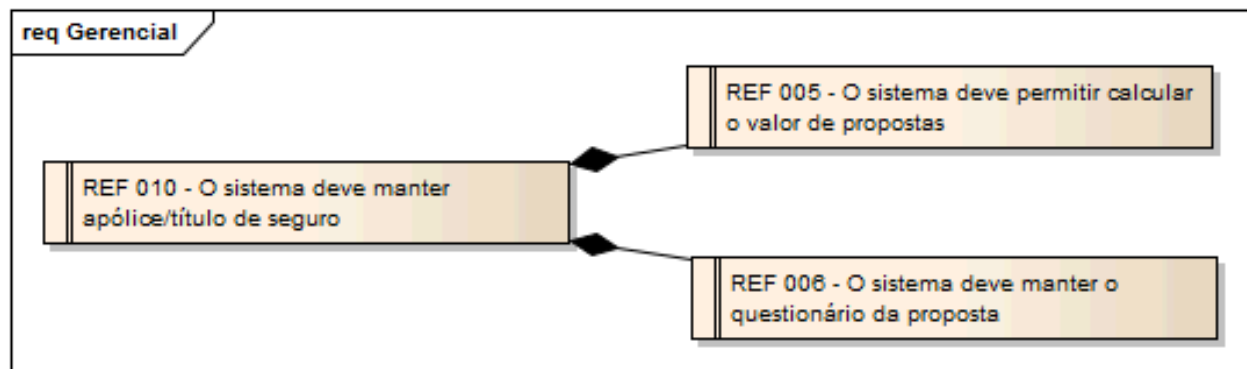 req Gerencial
REF 005 - O sistema deve permitir calcular
o valor de propostas
REF 010 - O sistema deve manter
apólice/título de seguro
REF 006 - O sistema deve manter o
questionário da proposta